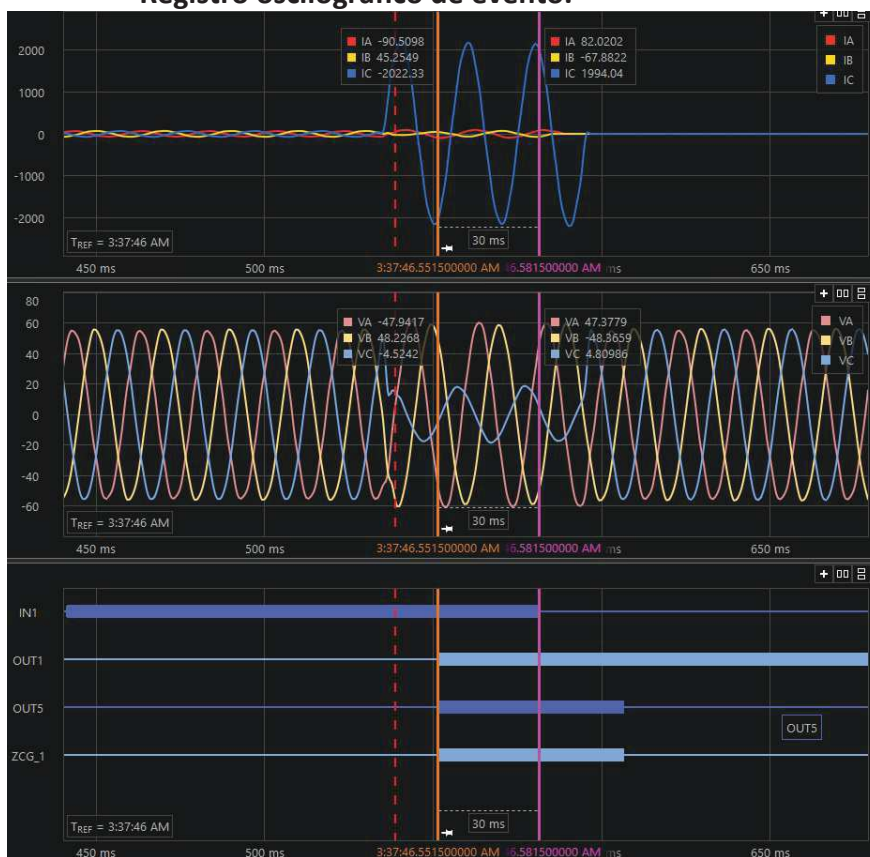 Registro oscilográfico de evento:
2000
1000
0
-1000
-2000
IA -90.5098
IB 45.2549
IC -2022.33
IA 82.0202
IB -67.8822
IC 1994.04
IA
IB
IC
TREF = 3:37:46 AM
30 ms
450 ms 500 ms 3:37:46.551500000 AM 6.581500000 AM ms 650 ms
80
60
40
20
0
-20
-40
-60
VA -47.9417
VB 48.2268
VC -4.5242
VA 47.3779
VB -48.3659
VC 4.80986
VA
VB
VC
TREF = 3:37:46 AM
30 ms
450 ms 500 ms 3:37:46.551500000 AM 6.581500000 AM ms 650 ms
IN1
OUT1
OUT5
OUT5
ZCG_1
TREF = 3:37:46 AM
30 ms
450 ms 500 ms 3:37:46.551500000 AM 6.581500000 AM ms 650 ms